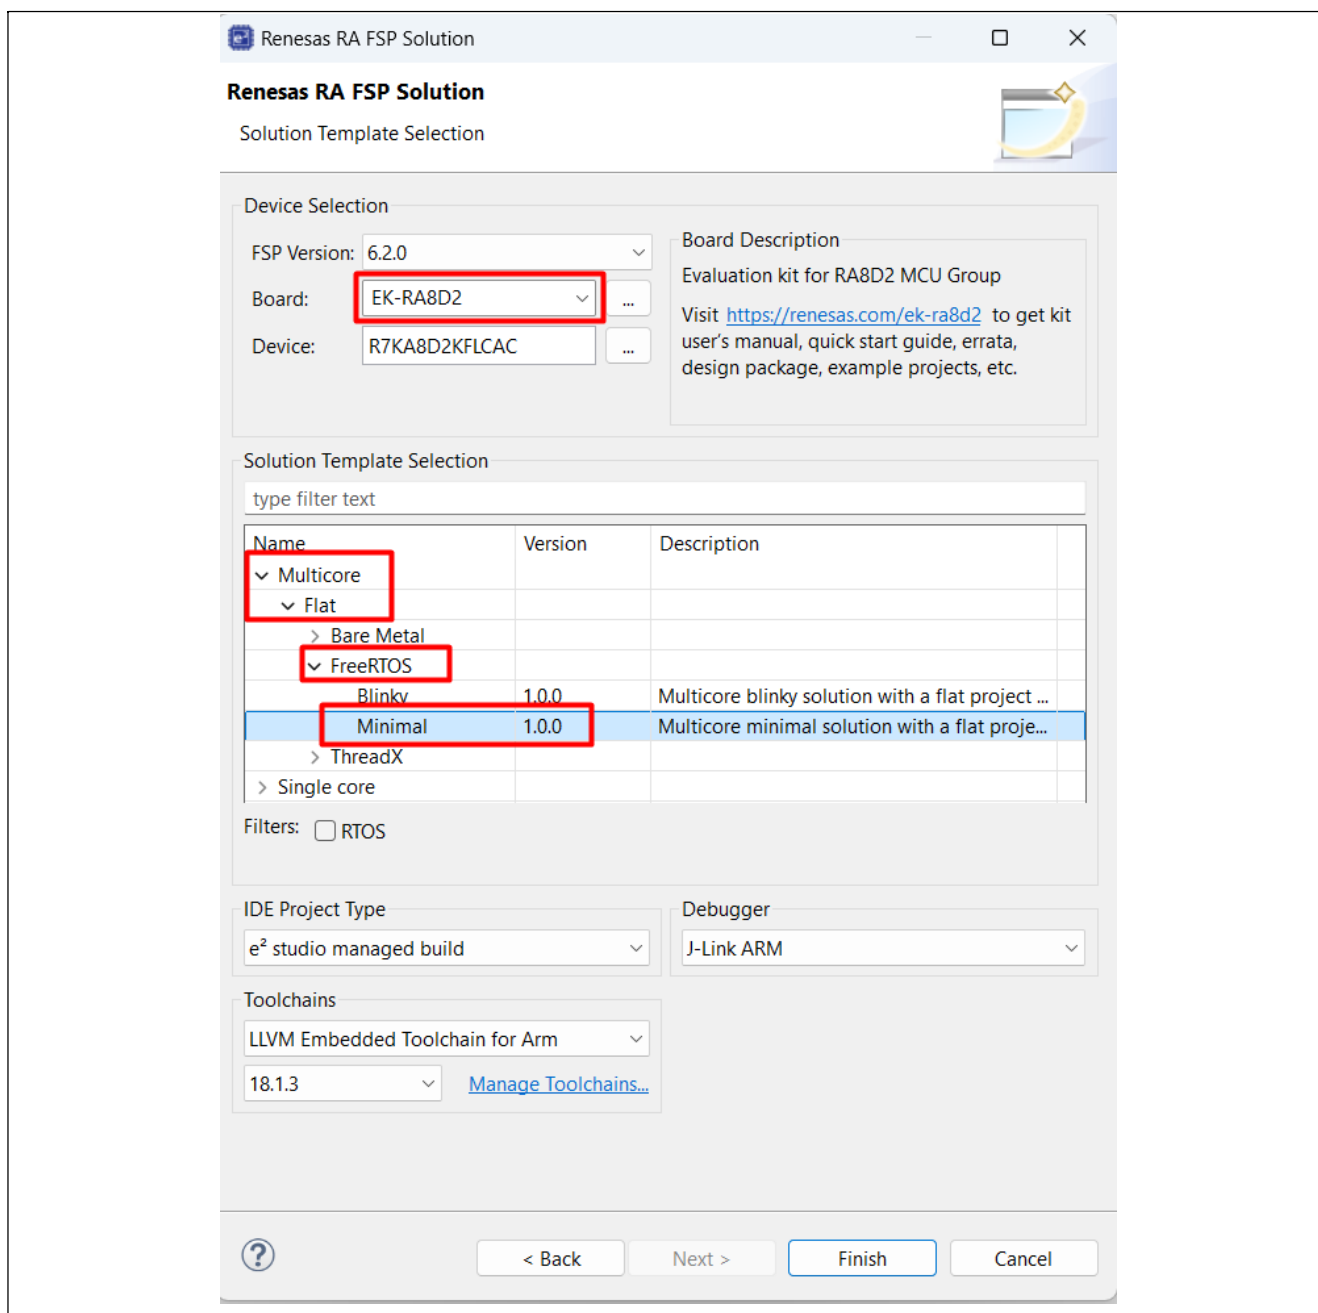 Renesas RA FSP Solution
Renesas RA FSP Solution
Solution Template Selection
Device Selection
FSP Version: 6.2.0
Board: EK-RA8D2 ...
Device: R7KA8D2KFLCAC ...
Board Description
Evaluation kit for RA8D2 MCU Group
Visit https://renesas.com/ek-ra8d2 to get kit
user's manual, quick start guide, errata,
design package, example projects, etc.
Solution Template Selection
type filter text
Name Version Description
Multicore
Flat
Bare Metal
FreeRTOS
Blinky 1.0.0 Multicore blinky solution with a flat project ...
Minimal 1.0.0 Multicore minimal solution with a flat proje...
ThreadX
Single core
Filters: RTOS
IDE Project Type
e² studio managed build
Debugger
J-Link ARM
Toolchains
LLVM Embedded Toolchain for Arm
18.1.3 Manage Toolchains...
? < Back Next > Finish Cancel